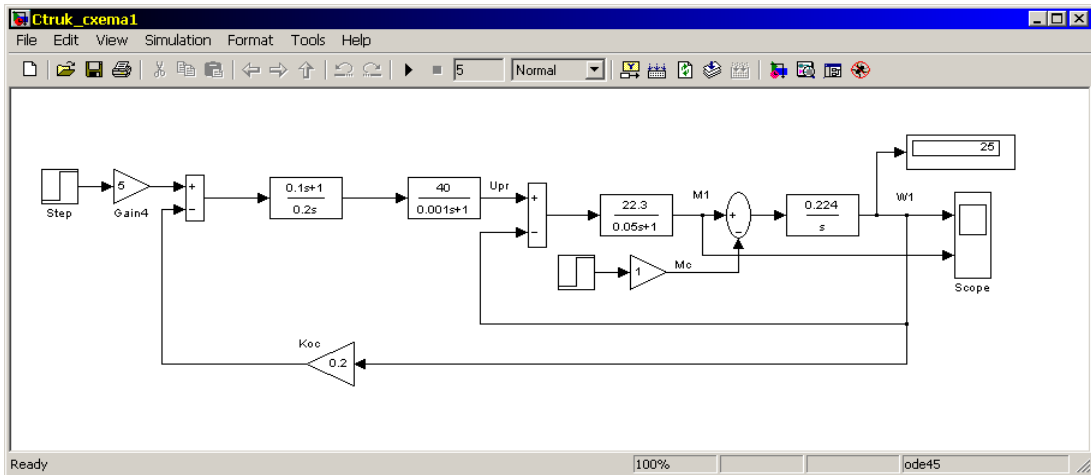 Ctruk_cxema1
File Edit View Simulation Format Tools Help
5 Normal
25
5 + − 0.1s+1 0.2s 40 0.001s+1 Upr + − 22.3 0.05s+1 M1 + − 0.224 s W1
Step Gain4
1 Mc
Scope
Koc
0.2
Ready 100% ode45